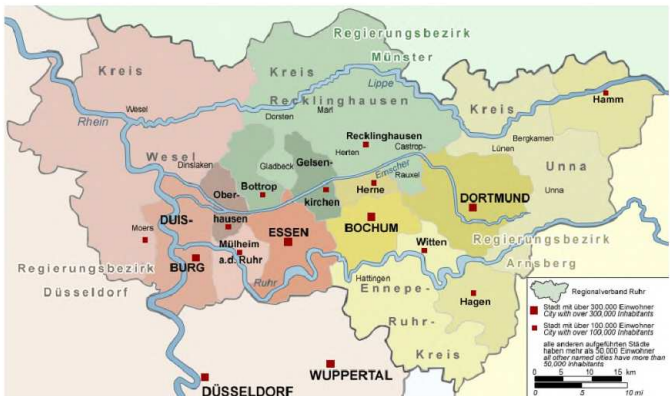 Regierungsbezirk
Münster
Kreis
Kreis
Recklinghausen
Lippe
Kreis
Hamm
Wesel
Rhein
Dorsten
Marl
Bergkamen
Lünen
Recklinghausen
Herten
Castrop-
Rauxel
Wesel
Dinslaken
Gladbeck
Gelsen-
kirchen
Emscher
Unna
Unna
Bottrop
Ober-
hausen
Herne
DORTMUND
DUIS-
BURG
Moers
ESSEN
BOCHUM
Mülheim
a.d. Ruhr
Witten
Regierungsbezirk
Arnsberg
Regierungsbezirk
Düsseldorf
Ruhr
Hattingen
Ennepe-
Ruhr-
Kreis
Hagen
WUPPERTAL
DÜSSELDORF
Regionalverband Ruhr
Stadt mit über 300.000 Einwohner
City with over 300,000 Inhabitants
Stadt mit über 100.000 Einwohner
City with over 100,000 Inhabitants
alle anderen aufgeführten Städte
haben mehr als 50.000 Einwohner
all other named cities have more than
50,000 inhabitants
0 5 10 15 km
0 5 10 mi